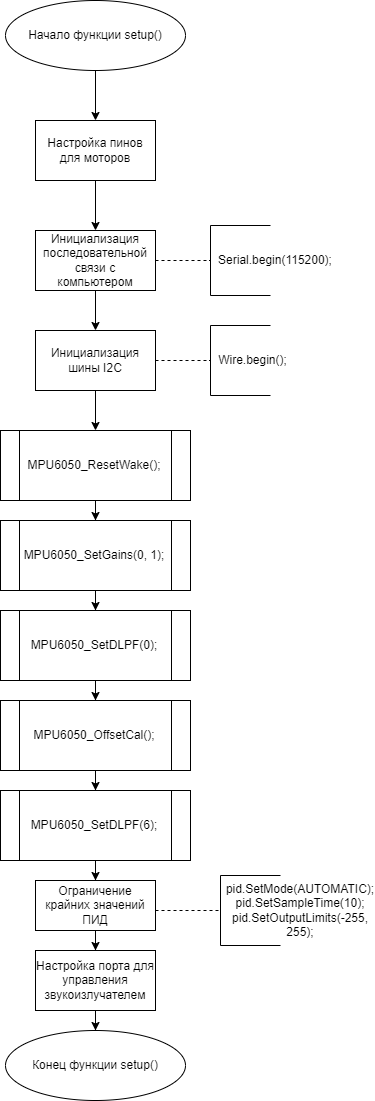 Начало функции setup()
Настройка пинов
для моторов
Инициализация
последовательной
связи с
компьютером
Serial.begin(115200);
Инициализация
шины I2C
Wire.begin();
MPU6050_ResetWake();
MPU6050_SetGains(0, 1);
MPU6050_SetDLPF(0);
MPU6050_OffsetCal();
MPU6050_SetDLPF(6);
Ограничение
крайних значений
ПИД
pid.SetMode(AUTOMATIC);
pid.SetSampleTime(10);
pid.SetOutputLimits(-255,
255);
Настройка порта для
управления
звукоизлучателем
Конец функции setup()